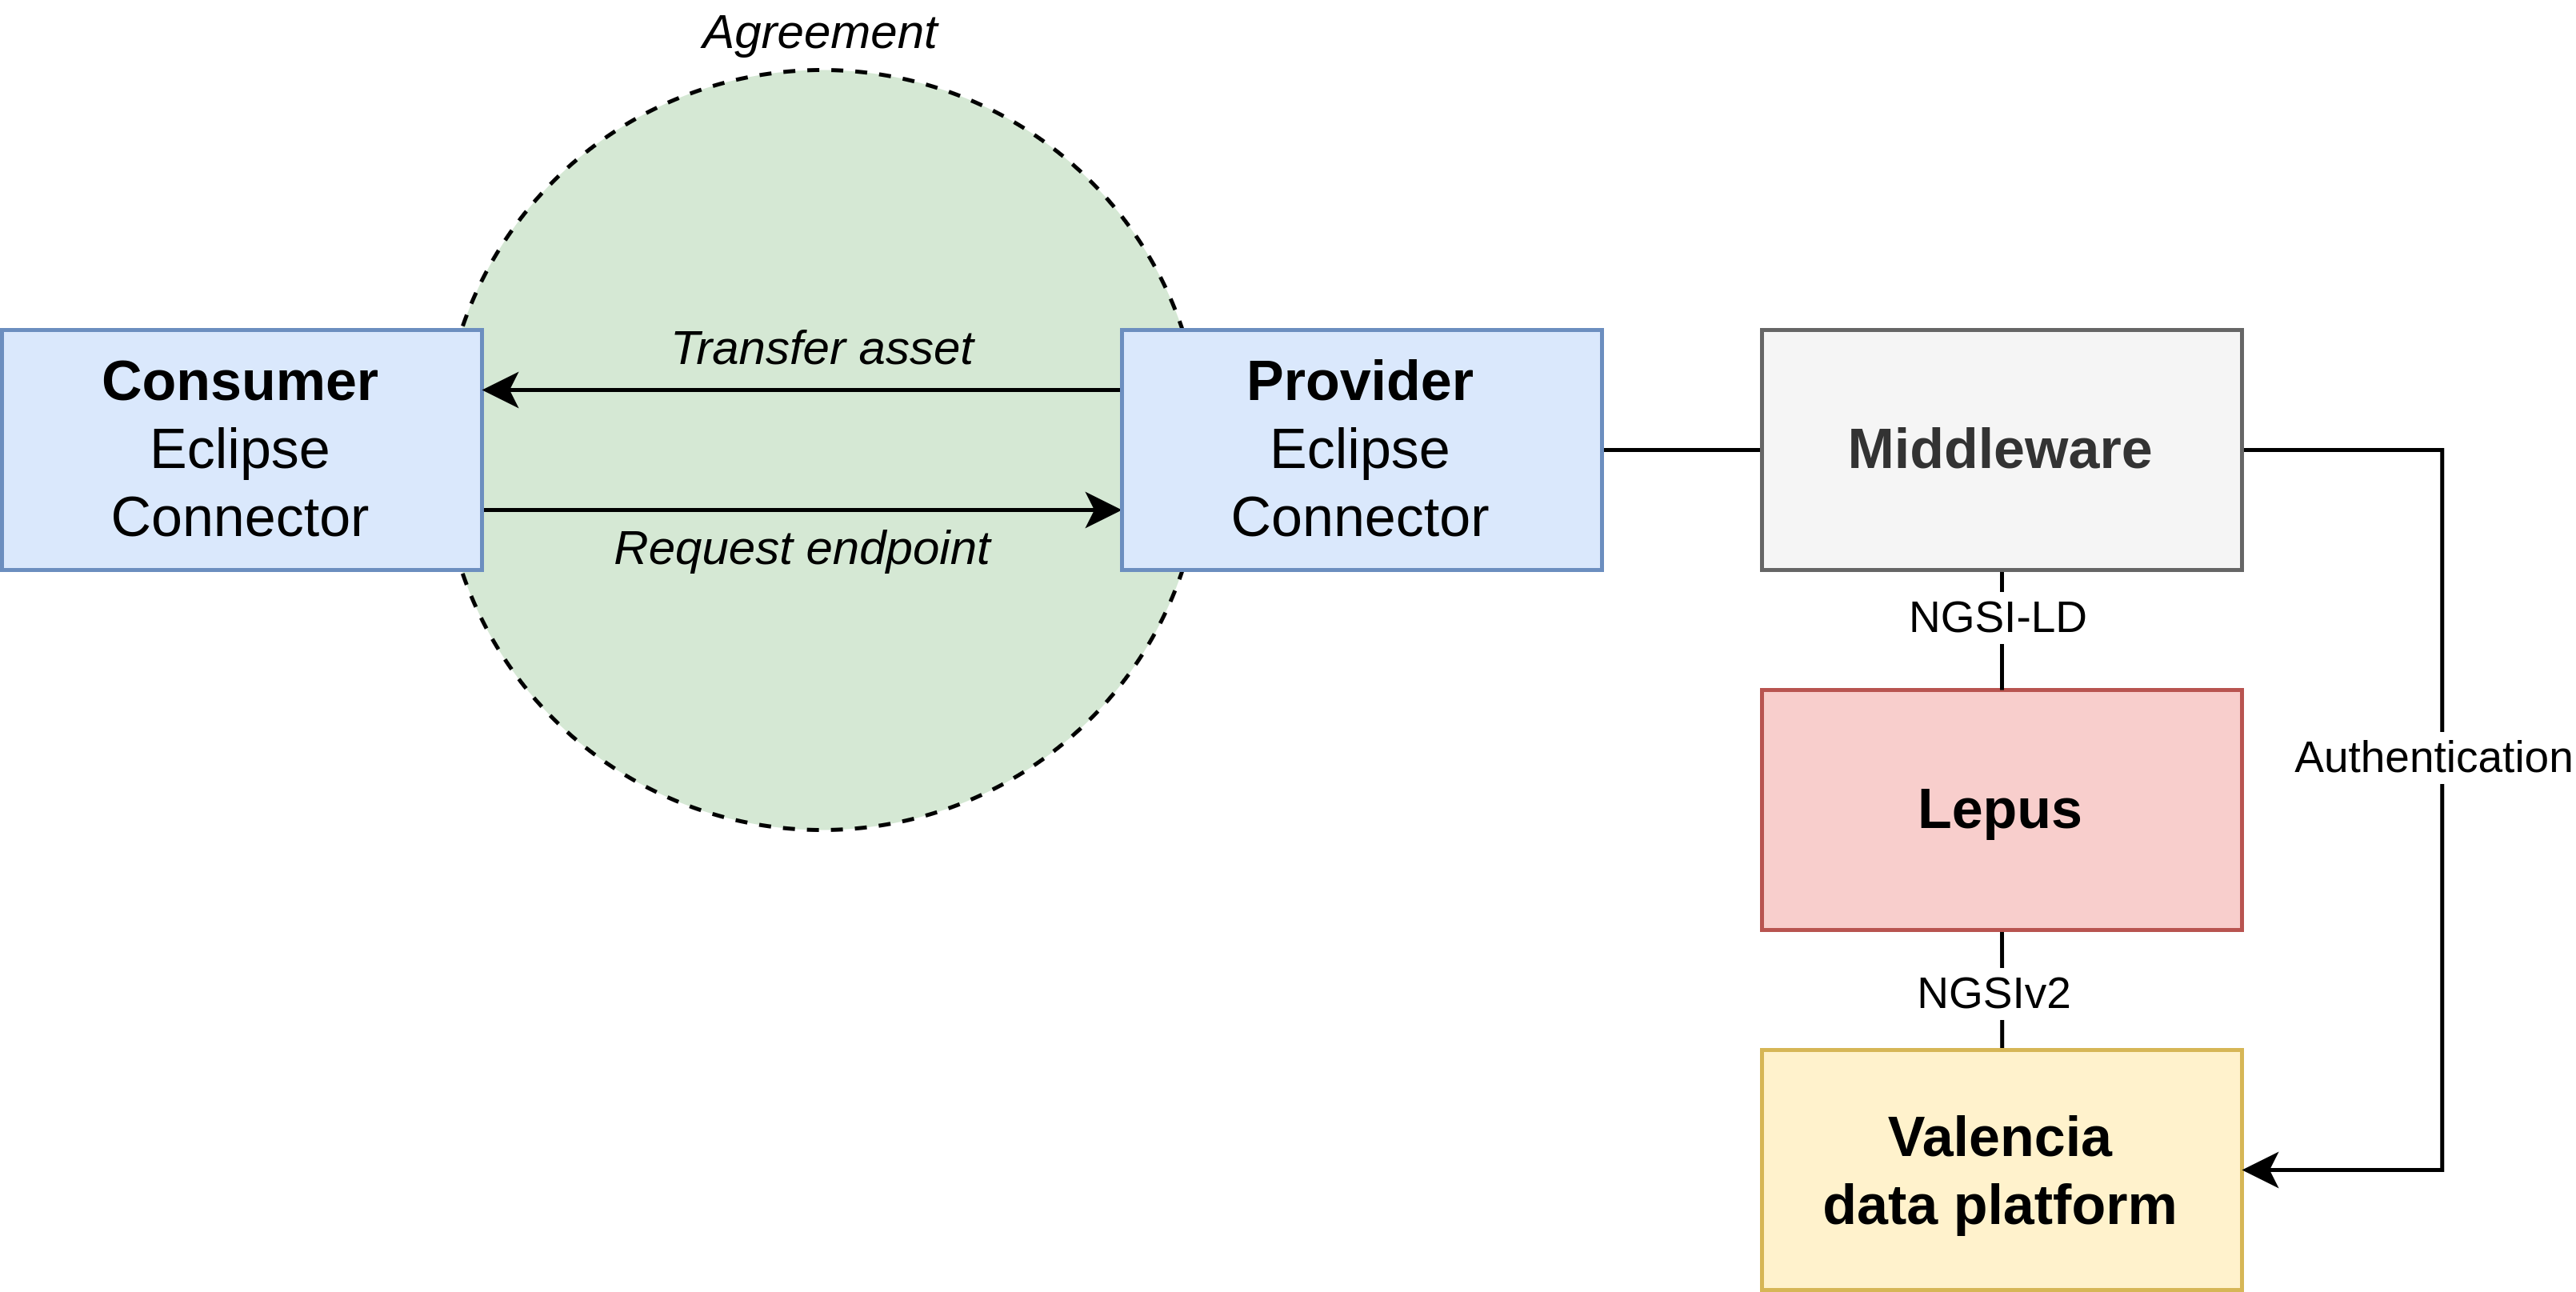 Agreement
Transfer asset
Consumer
Eclipse
Connector
Request endpoint
Provider
Eclipse
Connector
Middleware
NGSI-LD
Lepus
Authentication
NGSIv2
Valencia
data platform